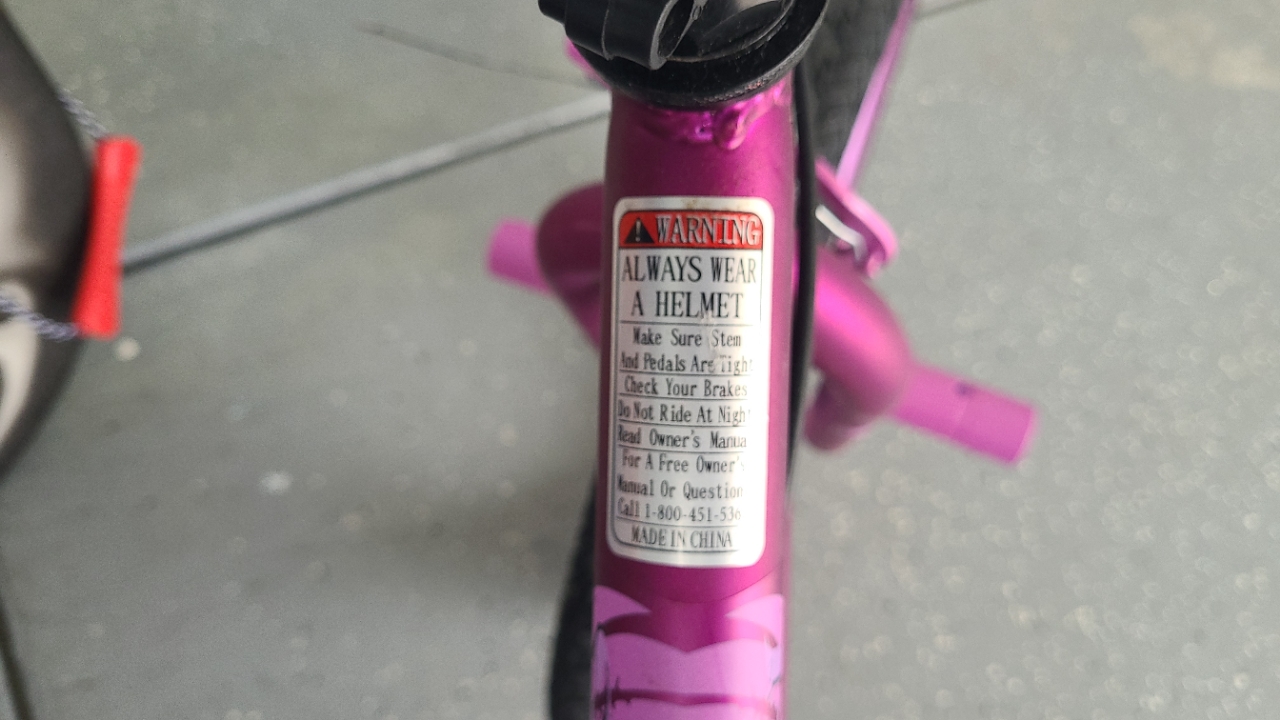 WARNING
ALWAYS WEAR
A HELMET
Make Sure Stem
And Pedals Are Tigh
Check Your Brakes
Do Not Ride At Nigh
Read Owner's Manua
For A Free Owner's
Manual Or Question
Call 1-800-451-536
MADE IN CHINA